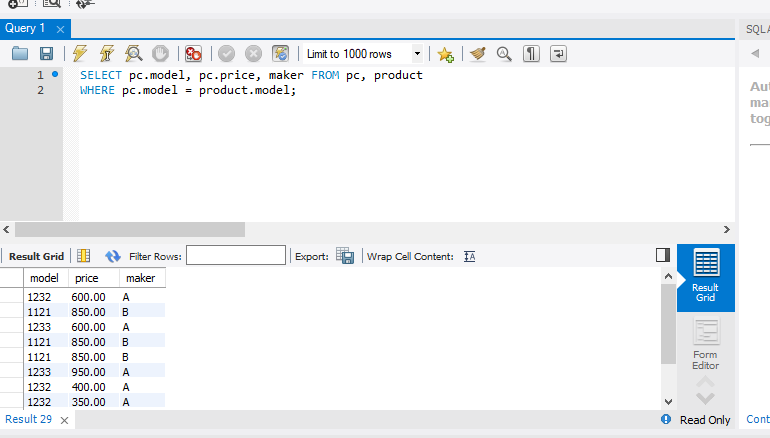 Query 1
SQLA
Limit to 1000 rows
1 SELECT pc.model, pc.price, maker FROM pc, product
2 WHERE pc.model = product.model;
Aut
ma
tog
Result Grid Filter Rows: Export: Wrap Cell Content:
model price maker
1232 600.00 A
1121 850.00 B
1233 600.00 A
1121 850.00 B
1121 850.00 B
1233 950.00 A
1232 400.00 A
1232 350.00 A
Result
Grid
Form
Editor
Result 29 Read Only Cont